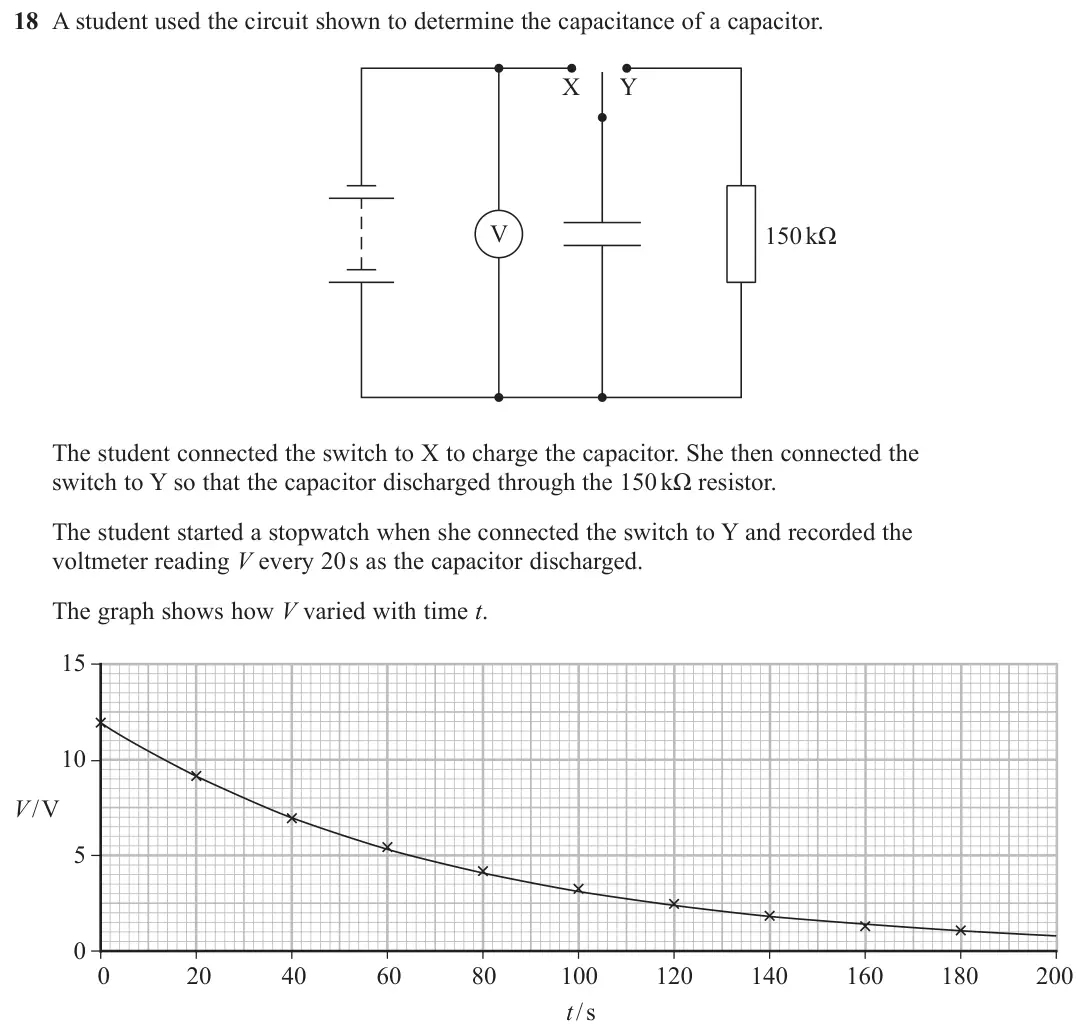 18 A student used the circuit shown to determine the capacitance of a capacitor.
X Y
V
150 kΩ
The student connected the switch to X to charge the capacitor. She then connected the
switch to Y so that the capacitor discharged through the 150 kΩ resistor.
The student started a stopwatch when she connected the switch to Y and recorded the
voltmeter reading V every 20 s as the capacitor discharged.
The graph shows how V varied with time t.
15
10
V/V
5
0
0 20 40 60 80 100 120 140 160 180 200
t/s